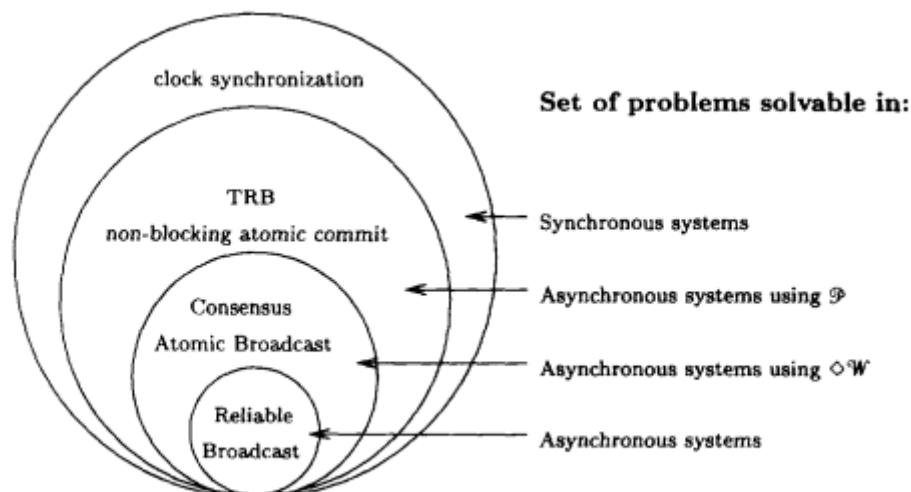 clock synchronization
Set of problems solvable in:
TRB
non-blocking atomic commit
Synchronous systems
Asynchronous systems using 𝒫
Consensus
Atomic Broadcast
Asynchronous systems using ◇𝒲
Reliable
Broadcast
Asynchronous systems